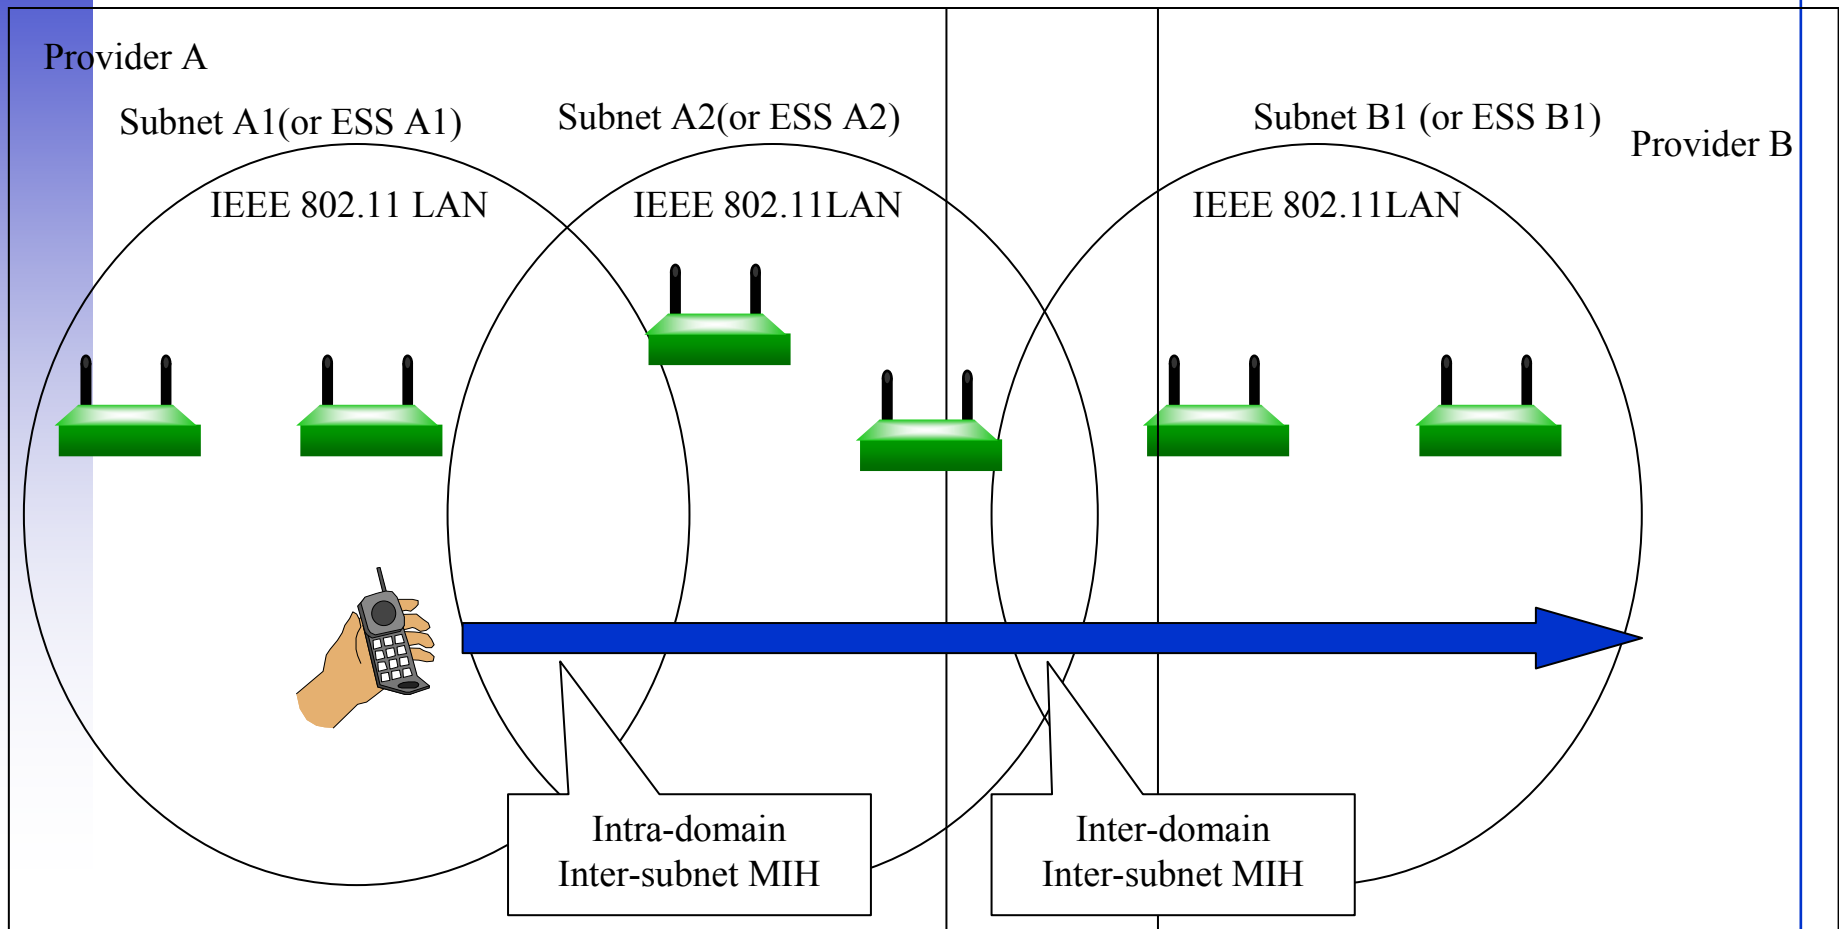 Provider A
Subnet A1(or ESS A1)
Subnet A2(or ESS A2)
Subnet B1 (or ESS B1)
Provider B
IEEE 802.11 LAN
IEEE 802.11LAN
IEEE 802.11LAN
Intra-domain
Inter-subnet MIH
Inter-domain
Inter-subnet MIH